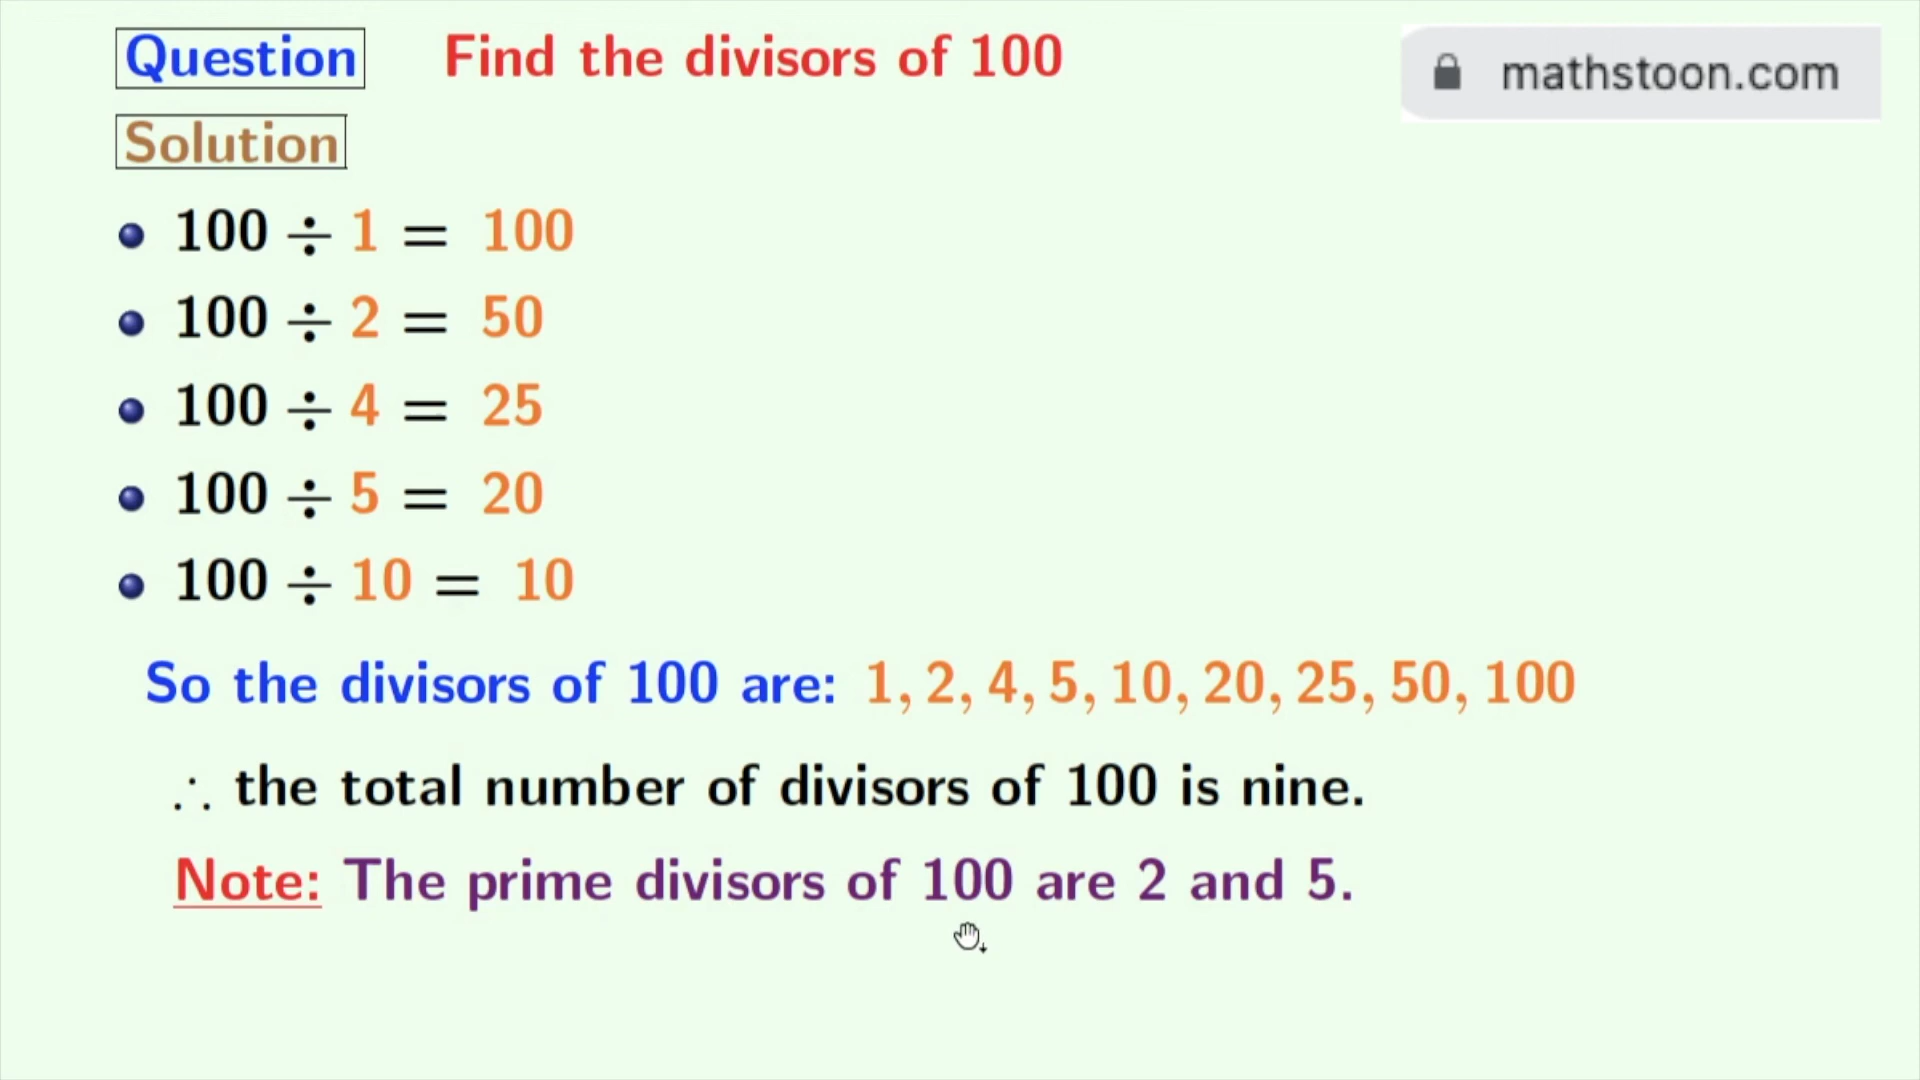 Question Find the divisors of 100 mathstoon.com
Solution
100 ÷ 1 = 100
100 ÷ 2 = 50
100 ÷ 4 = 25
100 ÷ 5 = 20
100 ÷ 10 = 10
So the divisors of 100 are: 1, 2, 4, 5, 10, 20, 25, 50, 100
∴ the total number of divisors of 100 is nine.
Note: The prime divisors of 100 are 2 and 5.